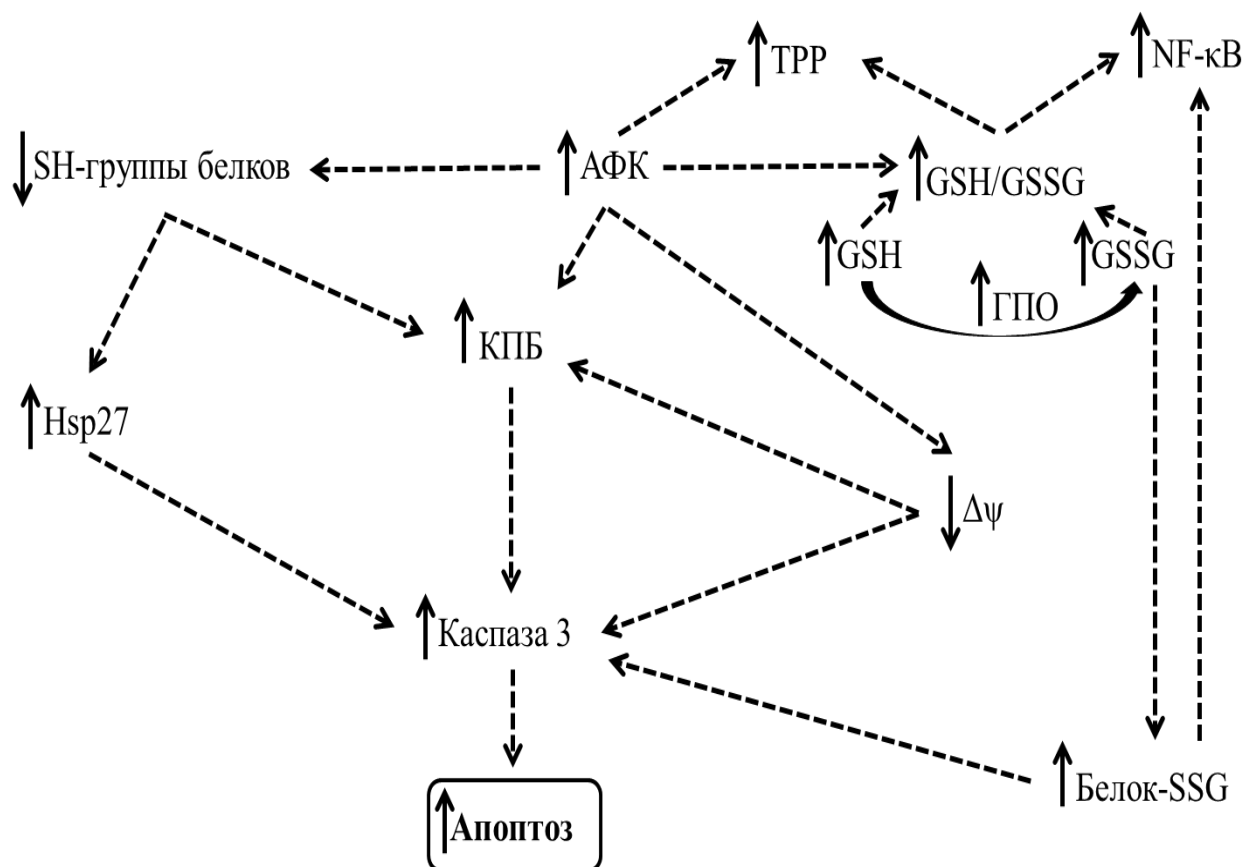 ТРР
NF-κB
SH-группы белков
АФК
GSH/GSSG
GSH
GSSG
ГПО
КПБ
Hsp27
Δψ
Каспаза 3
Белок-SSG
Апоптоз